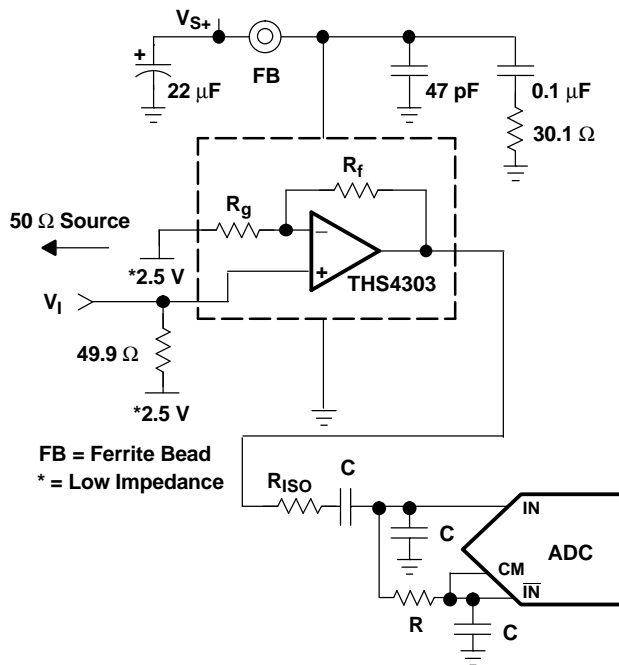 VS+
+
22 µF
FB
47 pF
0.1 µF
30.1 Ω
Rf
Rg
50 Ω Source
−
+
*2.5 V
THS4303
VI
49.9 Ω
*2.5 V
FB = Ferrite Bead
* = Low Impedance
RISO
C
IN
C
ADC
CM
I̅N̅
R
C